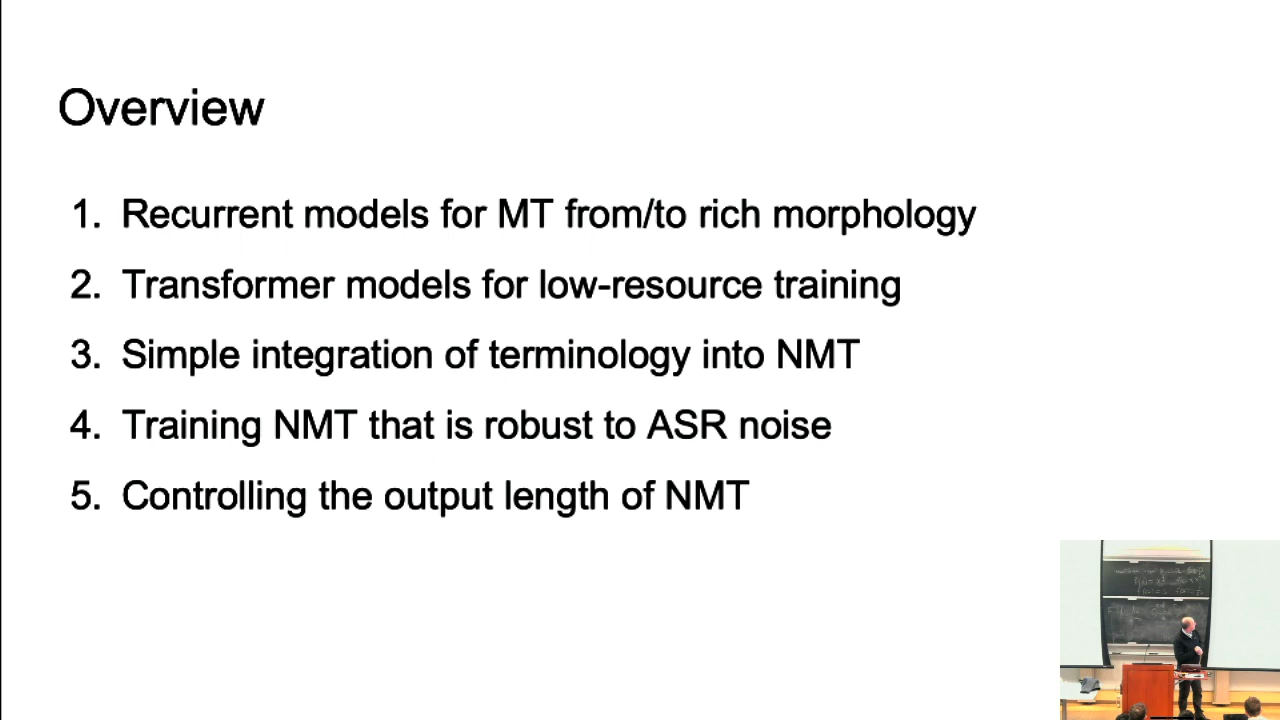 Overview
1. Recurrent models for MT from/to rich morphology
2. Transformer models for low-resource training
3. Simple integration of terminology into NMT
4. Training NMT that is robust to ASR noise
5. Controlling the output length of NMT